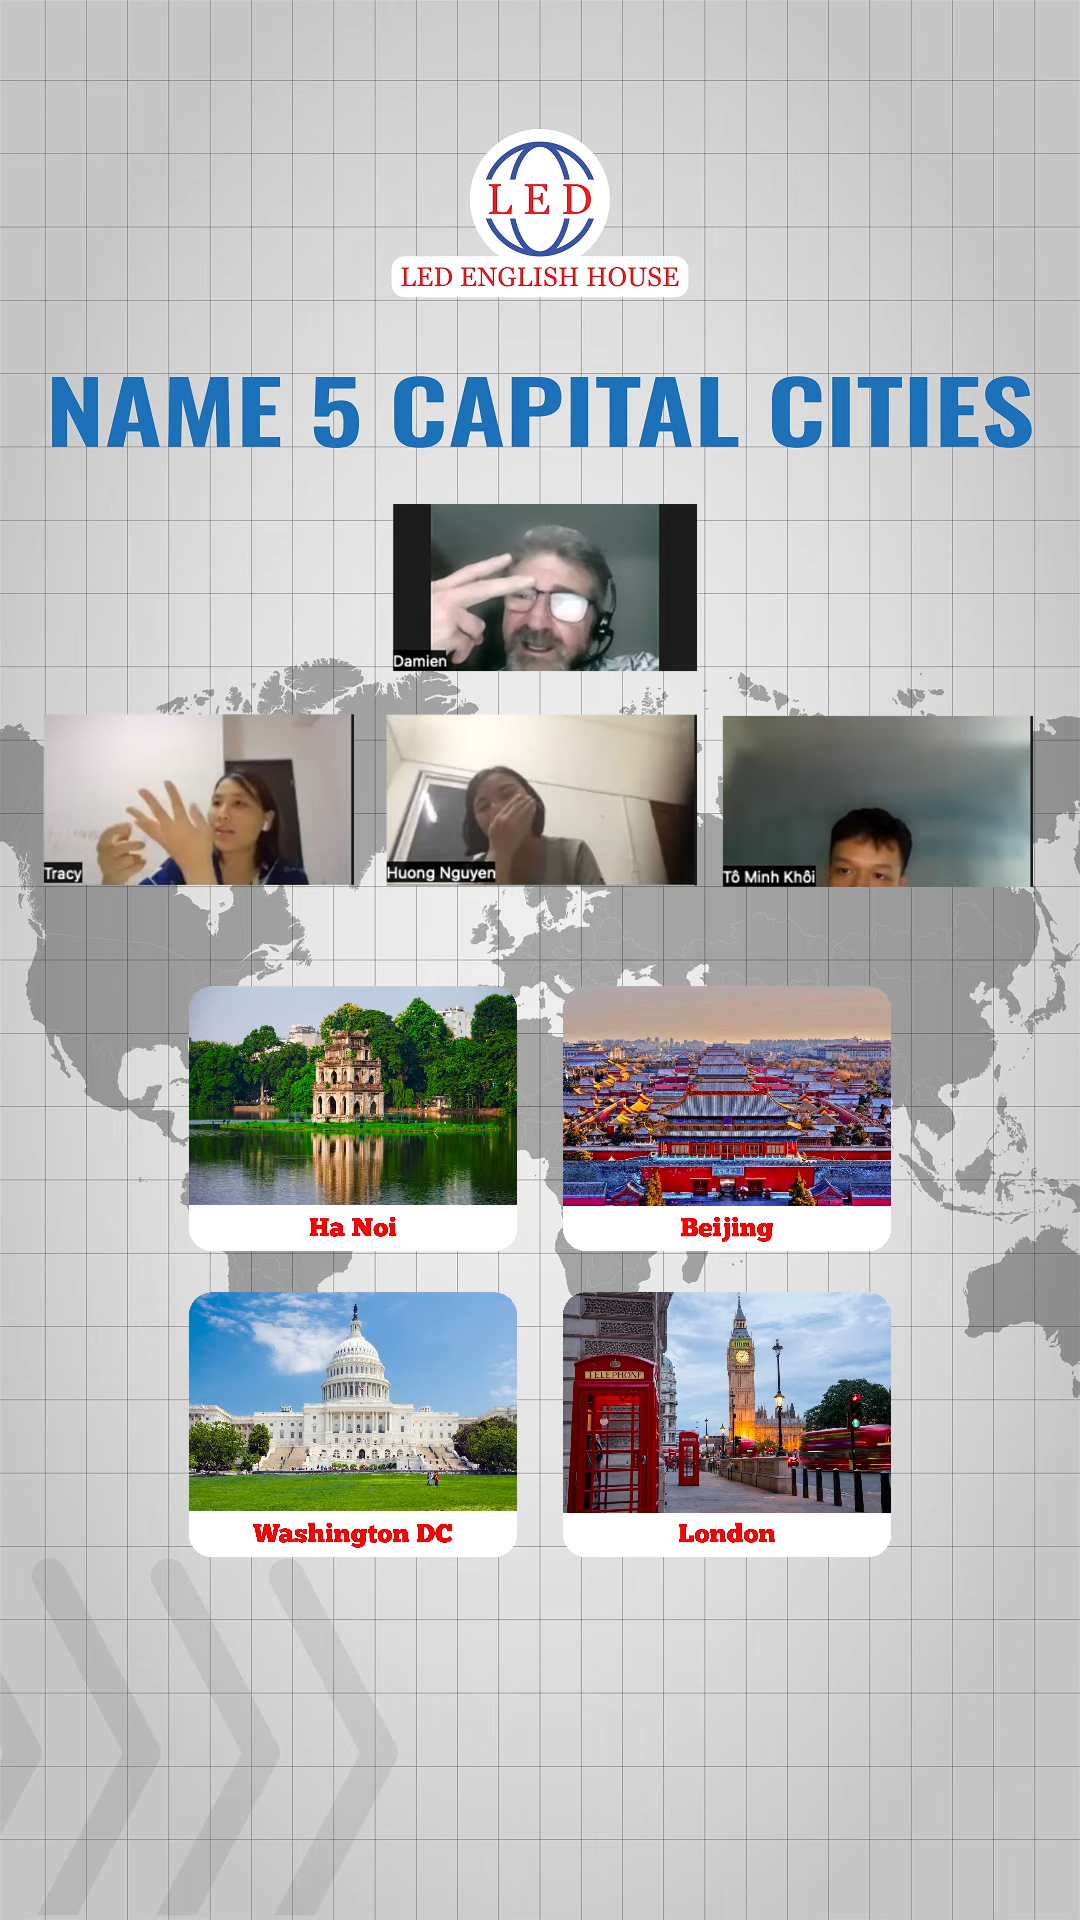 LED
LED ENGLISH HOUSE
NAME 5 CAPITAL CITIES
Damien
Tracy
Huong Nguyen
Tô Minh Khôi
Ha Noi
Beijing
TELEPHONE
Washington DC
London